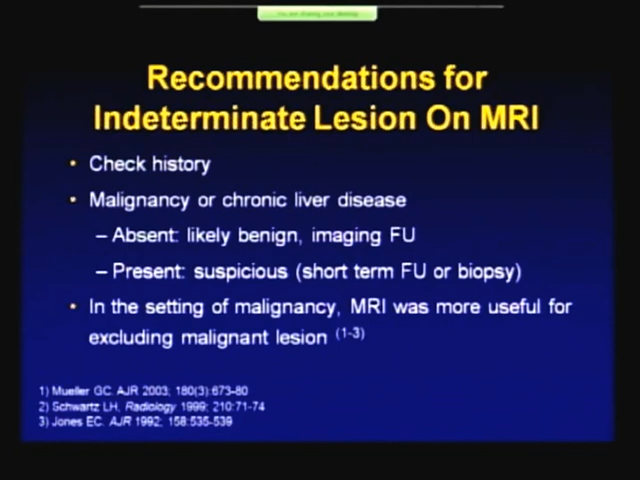 Recommendations for
Indeterminate Lesion On MRI
• Check history
• Malignancy or chronic liver disease
– Absent: likely benign, imaging FU
– Present: suspicious (short term FU or biopsy)
• In the setting of malignancy, MRI was more useful for
excluding malignant lesion (1-3)
1) Mueller GC. AJR 2003; 180(3):673-80
2) Schwartz LH, Radiology 1999; 210:71-74
3) Jones EC. AJR 1992; 158:535-539